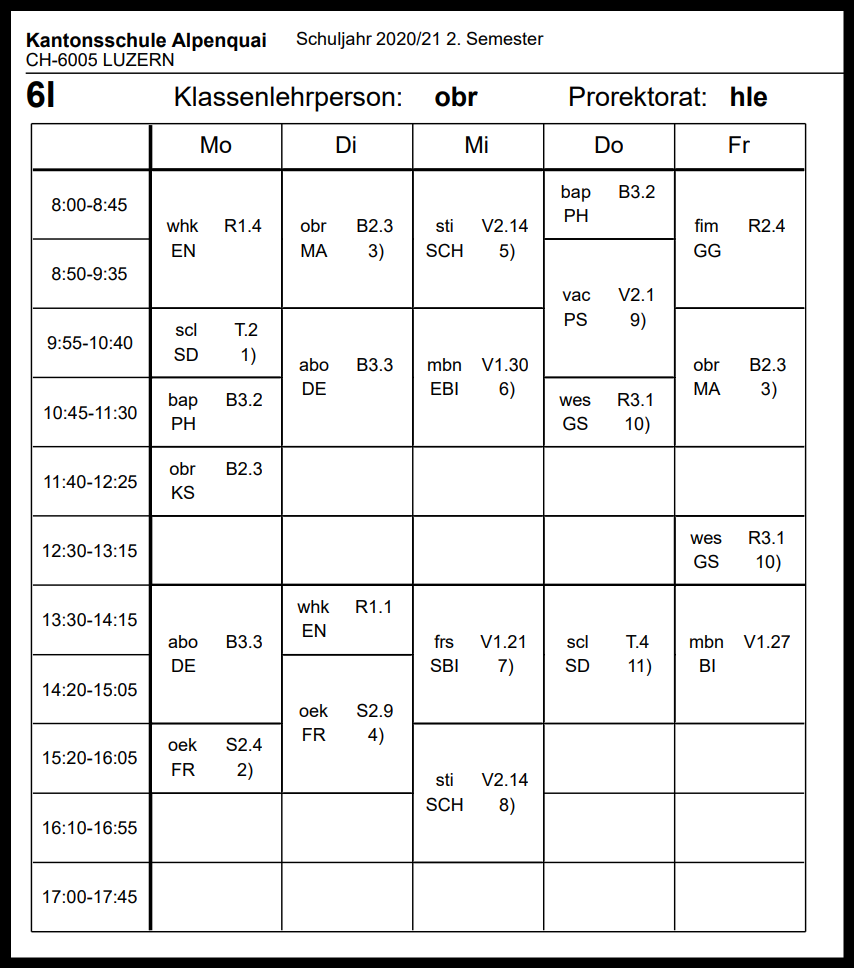 Kantonsschule Alpenquai Schuljahr 2020/21 2. Semester
CH-6005 LUZERN
6l Klassenlehrperson: obr Prorektorat: hle
Mo Di Mi Do Fr
8:00-8:45
8:50-9:35
9:55-10:40
10:45-11:30
11:40-12:25
12:30-13:15
13:30-14:15
14:20-15:05
15:20-16:05
16:10-16:55
17:00-17:45
whk R1.4
EN
scl T.2
SD 1)
bap B3.2
PH
obr B2.3
KS
abo B3.3
DE
oek S2.4
FR 2)
obr B2.3
MA 3)
abo B3.3
DE
whk R1.1
EN
oek S2.9
FR 4)
sti V2.14
SCH 5)
mbn V1.30
EBI 6)
frs V1.21
SBI 7)
sti V2.14
SCH 8)
bap B3.2
PH
vac V2.1
PS 9)
wes R3.1
GS 10)
scl T.4
SD 11)
fim R2.4
GG
obr B2.3
MA 3)
wes R3.1
GS 10)
mbn V1.27
BI